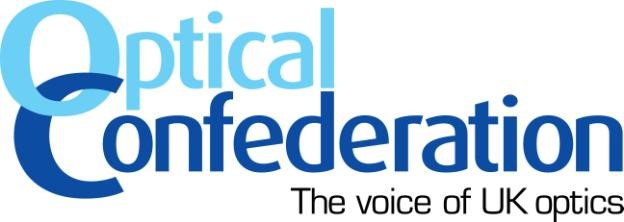 Optical
Confederation
The voice of UK optics